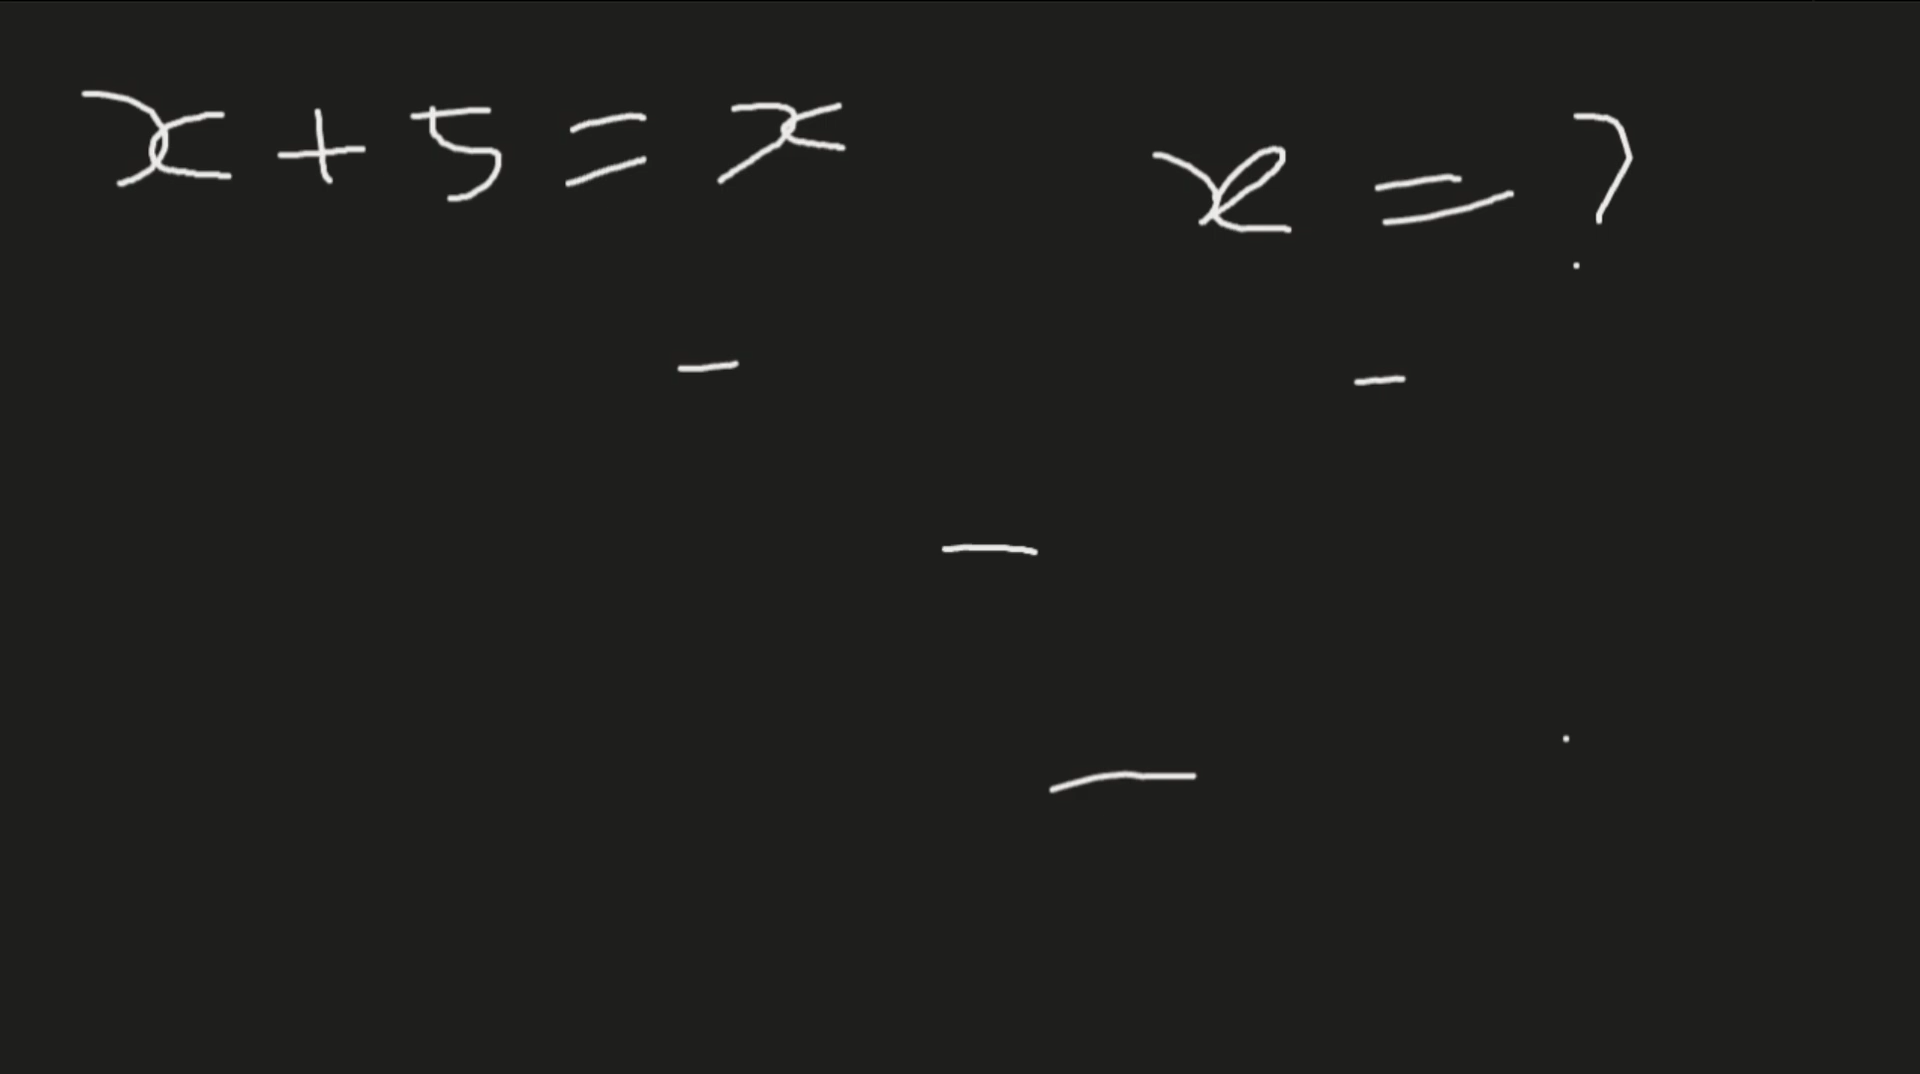 x + 5 = x x = ?